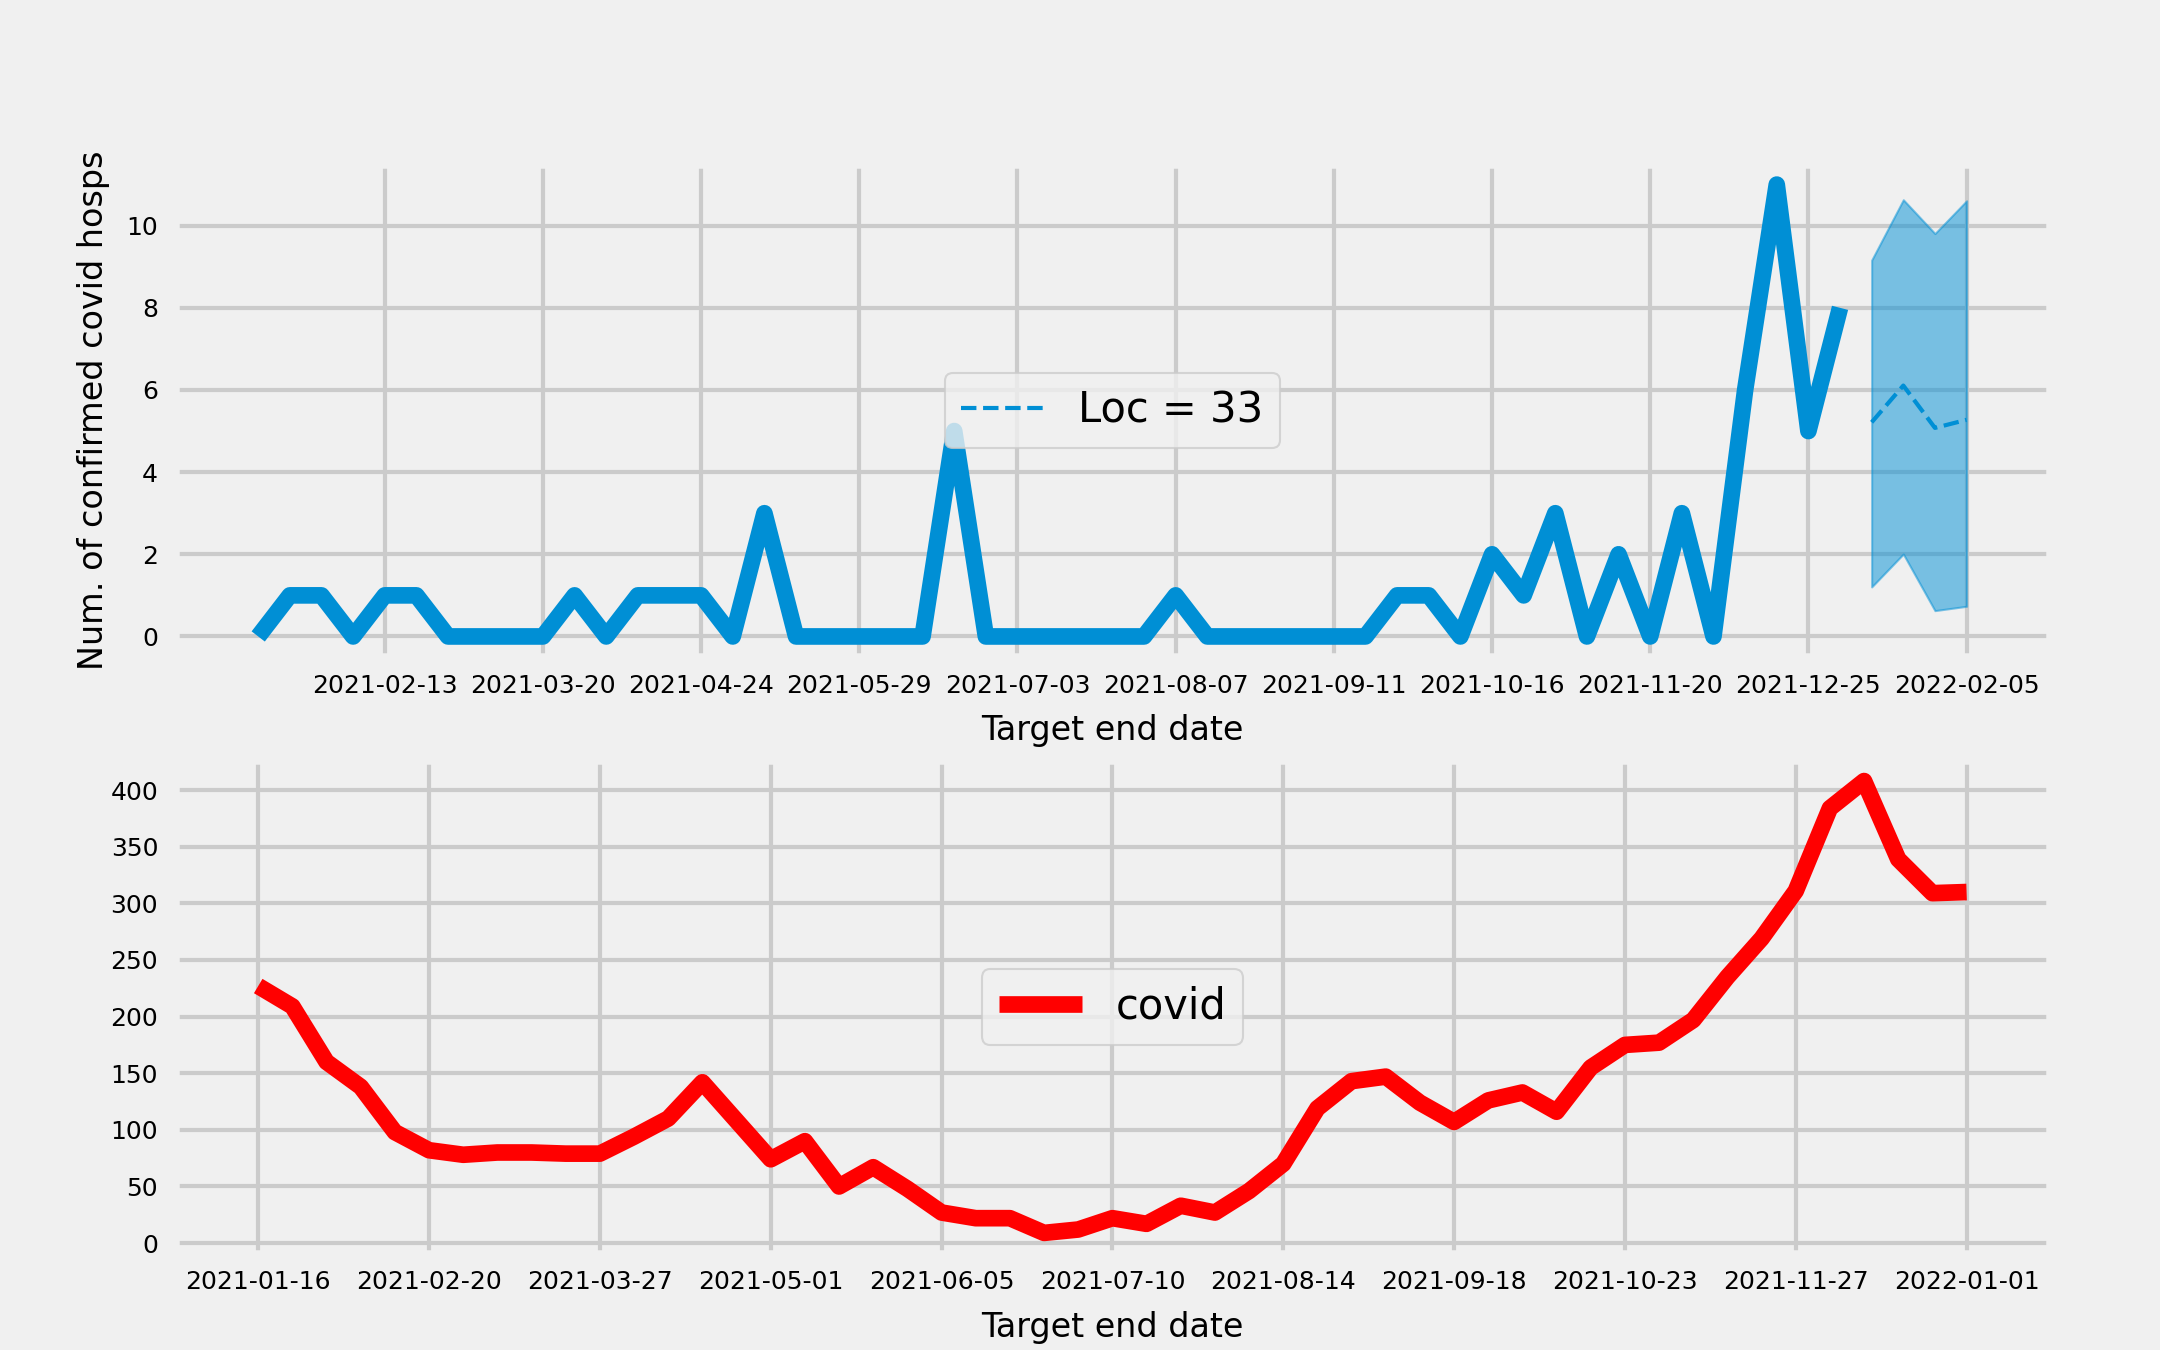 Num. of confirmed covid hosps
10
8
6
4
2
0
Loc = 33
2021-02-13 2021-03-20 2021-04-24 2021-05-29 2021-07-03 2021-08-07 2021-09-11 2021-10-16 2021-11-20 2021-12-25 2022-02-05
Target end date
400
350
300
250
200
150
100
50
0
covid
2021-01-16 2021-02-20 2021-03-27 2021-05-01 2021-06-05 2021-07-10 2021-08-14 2021-09-18 2021-10-23 2021-11-27 2022-01-01
Target end date